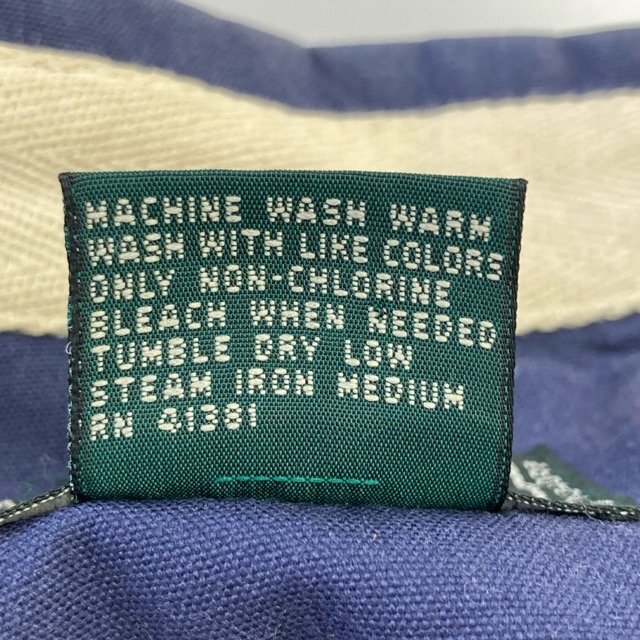 MACHINE WASH WARM
WASH WITH LIKE COLORS
ONLY NON-CHLORINE
BLEACH WHEN NEEDED
TUMBLE DRY LOW
STEAM IRON MEDIUM
RN 41381